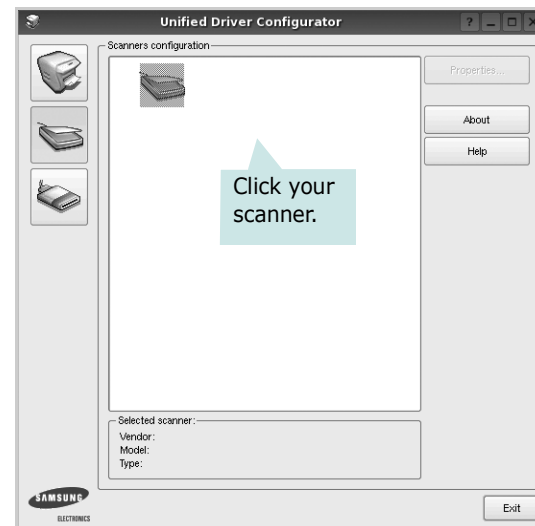 Unified Driver Configurator
Scanners configuration
Properties...
About
Help
Click your
scanner.
Selected scanner:
Vendor:
Model:
Type:
SAMSUNG
ELECTRONICS
Exit